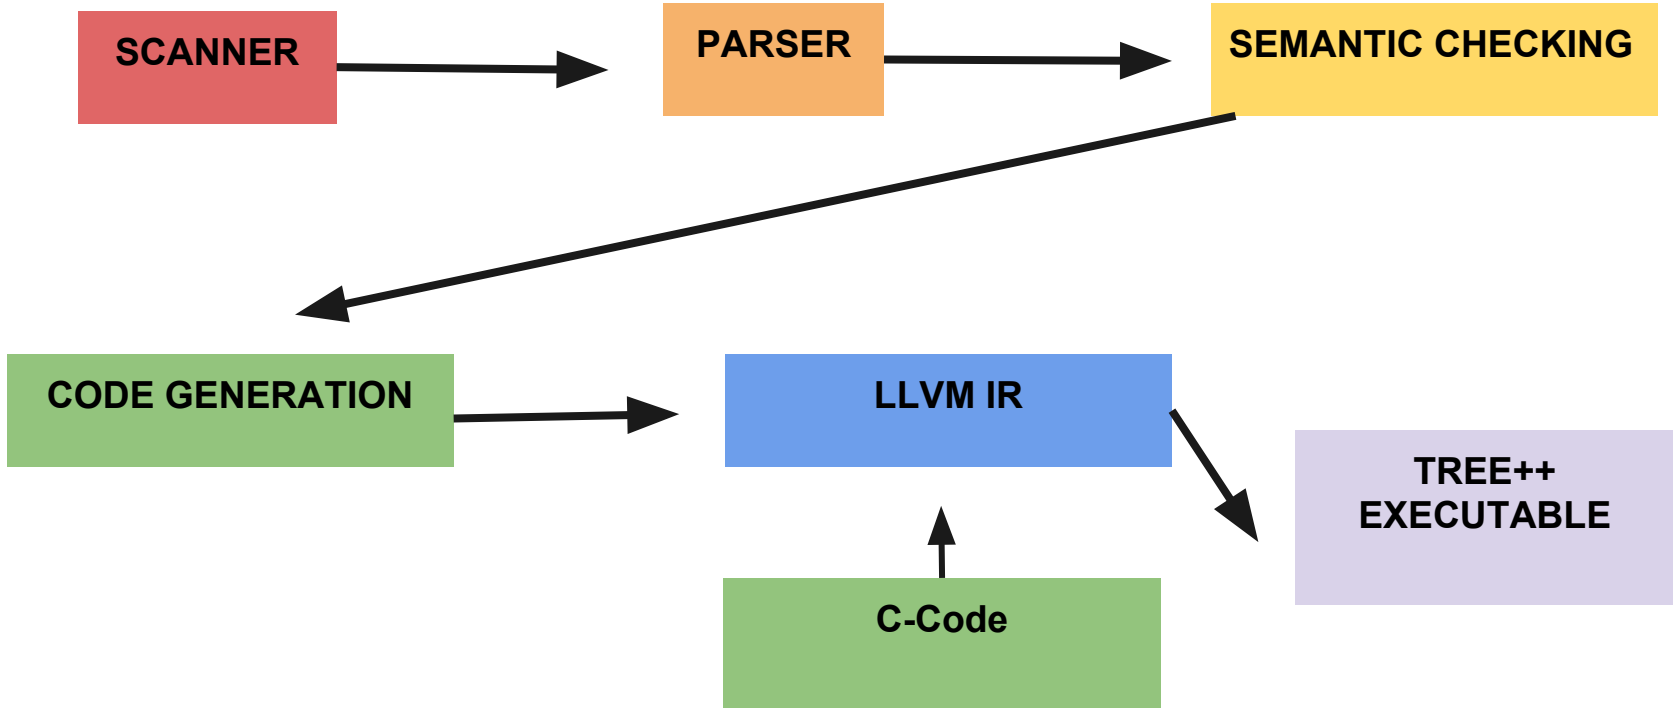 SCANNER
PARSER
SEMANTIC CHECKING
CODE GENERATION
LLVM IR
TREE++
EXECUTABLE
C-Code